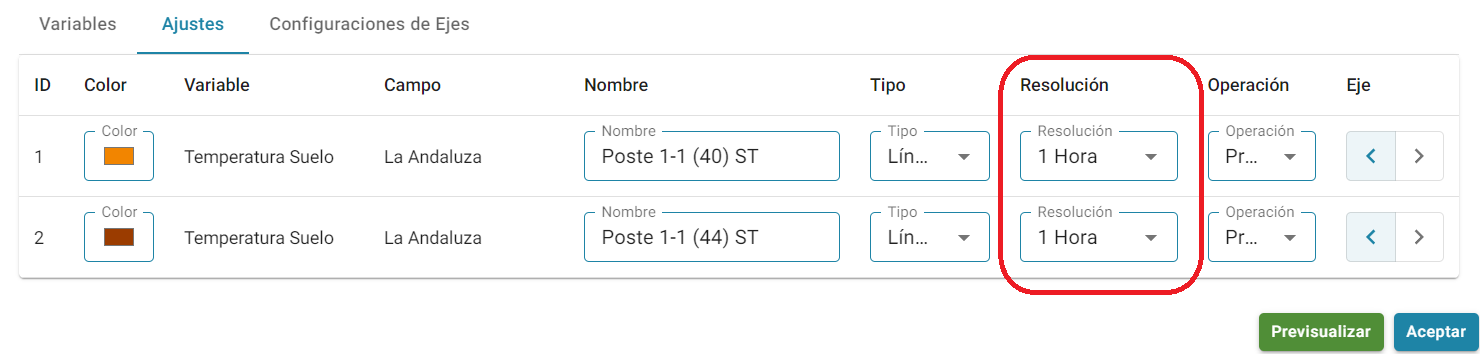 Variables Ajustes Configuraciones de Ejes
ID Color Variable Campo Nombre Tipo Resolución Operación Eje
Color Nombre Tipo Resolución Operación
1 Temperatura Suelo La Andaluza Poste 1-1 (40) ST Lín... 1 Hora Pr...
Color Nombre Tipo Resolución Operación
2 Temperatura Suelo La Andaluza Poste 1-1 (44) ST Lín... 1 Hora Pr...
Previsualizar Aceptar